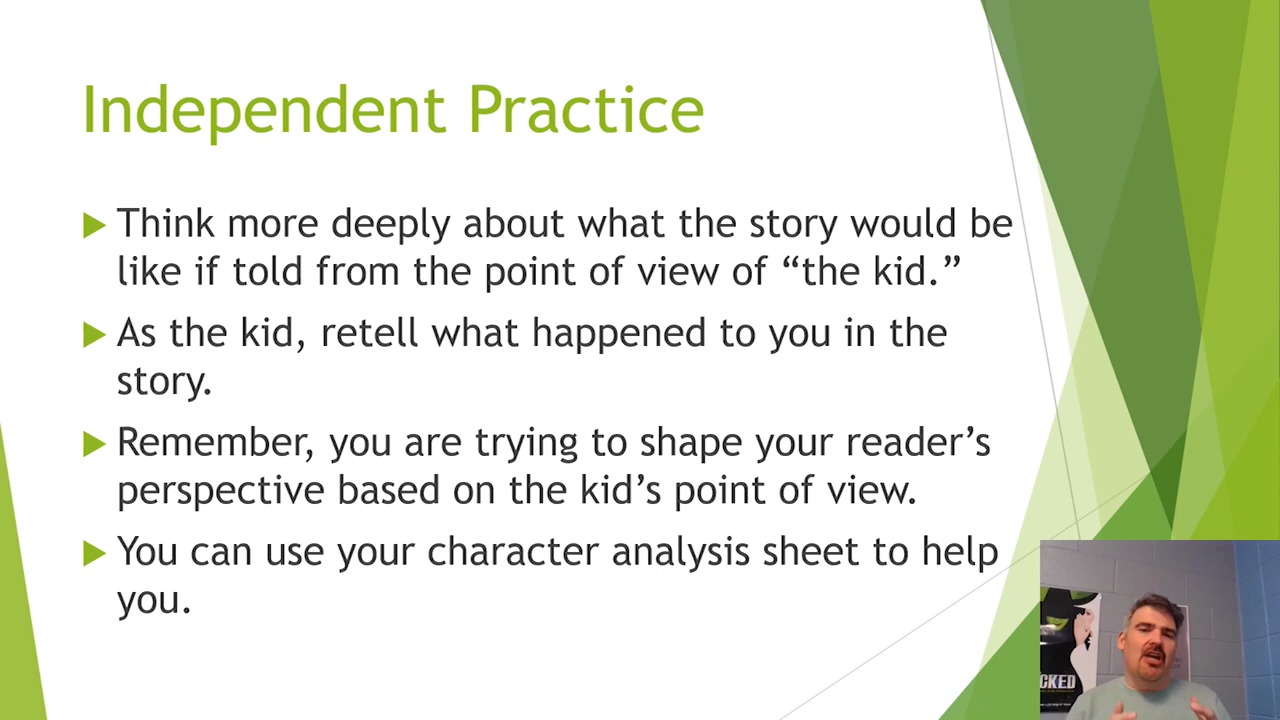 Independent Practice
Think more deeply about what the story would be
like if told from the point of view of “the kid.”
As the kid, retell what happened to you in the
story.
Remember, you are trying to shape your reader’s
perspective based on the kid’s point of view.
You can use your character analysis sheet to help
you.
CKED